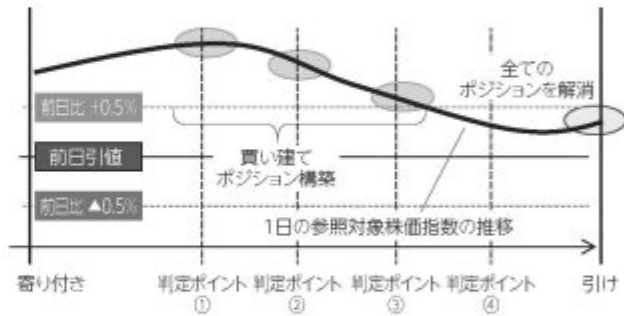 全ての
ポジションを解消
前日比 +0.5%
前日引値
買い建て
ポジション構築
前日比 ▲0.5%
1日の参照対象株価指数の推移
寄り付き
判定ポイント
①
判定ポイント
②
判定ポイント
③
判定ポイント
④
引け